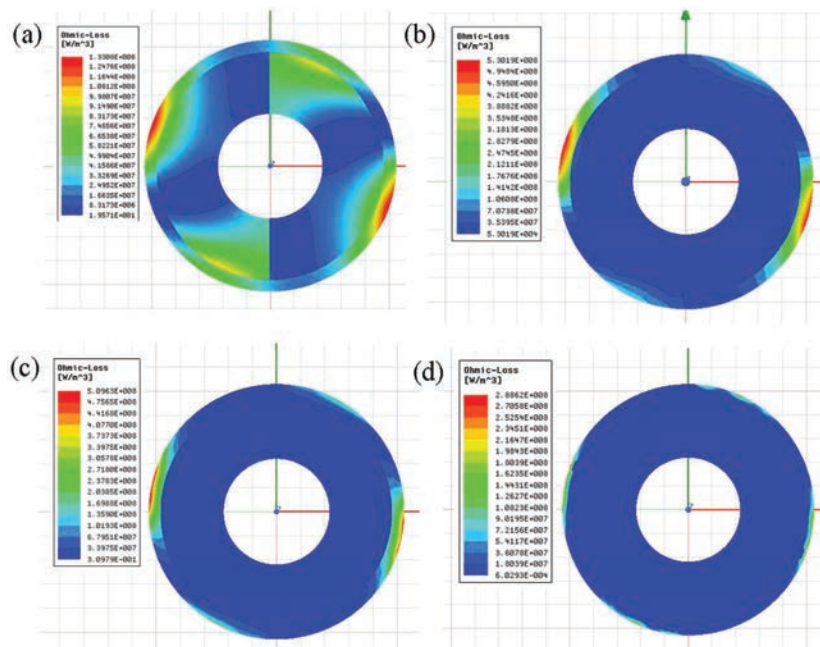 (a)
Ohmic-Loss
[W/m^3]
1.3308E+008
1.2476E+008
1.1644E+008
1.0812E+008
9.9807E+007
9.1490E+007
8.3173E+007
7.4856E+007
6.6538E+007
5.8221E+007
4.9904E+007
4.1586E+007
3.3269E+007
2.4952E+007
1.6635E+007
8.3173E+006
1.9571E+001
(b)
Ohmic-Loss
[W/m^3]
5.3019E+008
4.9484E+008
4.5950E+008
4.2416E+008
3.8882E+008
3.5348E+008
3.1813E+008
2.8279E+008
2.4745E+008
2.1211E+008
1.7676E+008
1.4142E+008
1.0608E+008
7.0738E+007
3.5395E+007
5.3019E+004
(c)
Ohmic-Loss
[W/m^3]
5.0963E+008
4.7565E+008
4.4168E+008
4.0770E+008
3.7373E+008
3.3975E+008
3.0578E+008
2.7180E+008
2.3783E+008
2.0385E+008
1.6988E+008
1.3590E+008
1.0193E+008
6.7951E+007
3.3975E+007
3.0979E-001
(d)
Ohmic-Loss
[W/m^3]
2.8862E+008
2.7058E+008
2.5254E+008
2.3451E+008
2.1647E+008
1.9843E+008
1.8039E+008
1.6235E+008
1.4431E+008
1.2627E+008
1.0823E+008
9.0195E+007
7.2156E+007
5.4117E+007
3.6078E+007
1.8039E+007
6.0293E-004